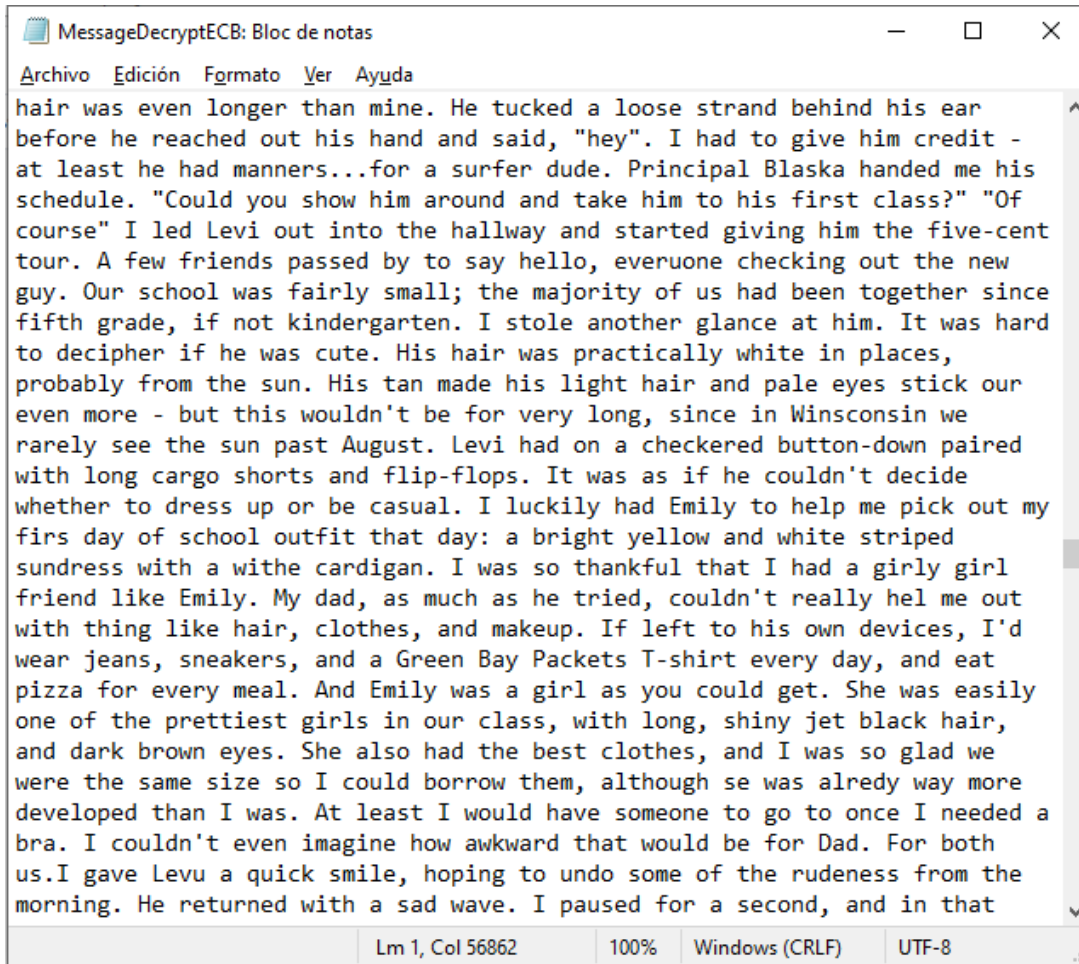 MessageDecryptECB: Bloc de notas
Archivo Edición Formato Ver Ayuda
hair was even longer than mine. He tucked a loose strand behind his ear
before he reached out his hand and said, "hey". I had to give him credit -
at least he had manners...for a surfer dude. Principal Blaska handed me his
schedule. "Could you show him around and take him to his first class?" "Of
course" I led Levi out into the hallway and started giving him the five-cent
tour. A few friends passed by to say hello, everuone checking out the new
guy. Our school was fairly small; the majority of us had been together since
fifth grade, if not kindergarten. I stole another glance at him. It was hard
to decipher if he was cute. His hair was practically white in places,
probably from the sun. His tan made his light hair and pale eyes stick our
even more - but this wouldn't be for very long, since in Winsconsin we
rarely see the sun past August. Levi had on a checkered button-down paired
with long cargo shorts and flip-flops. It was as if he couldn't decide
whether to dress up or be casual. I luckily had Emily to help me pick out my
firs day of school outfit that day: a bright yellow and white striped
sundress with a withe cardigan. I was so thankful that I had a girly girl
friend like Emily. My dad, as much as he tried, couldn't really hel me out
with thing like hair, clothes, and makeup. If left to his own devices, I'd
wear jeans, sneakers, and a Green Bay Packets T-shirt every day, and eat
pizza for every meal. And Emily was a girl as you could get. She was easily
one of the prettiest girls in our class, with long, shiny jet black hair,
and dark brown eyes. She also had the best clothes, and I was so glad we
were the same size so I could borrow them, although se was alredy way more
developed than I was. At least I would have someone to go to once I needed a
bra. I couldn't even imagine how awkward that would be for Dad. For both
us.I gave Levu a quick smile, hoping to undo some of the rudeness from the
morning. He returned with a sad wave. I paused for a second, and in that
Lm 1, Col 56862 100% Windows (CRLF) UTF-8